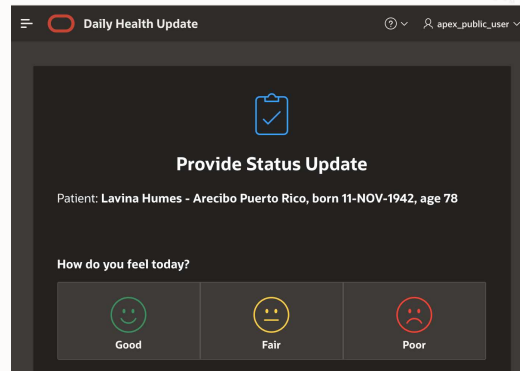 Daily Health Update
apex_public_user
Provide Status Update
Patient: Lavina Humes - Arecibo Puerto Rico, born 11-NOV-1942, age 78
How do you feel today?
Good Fair Poor